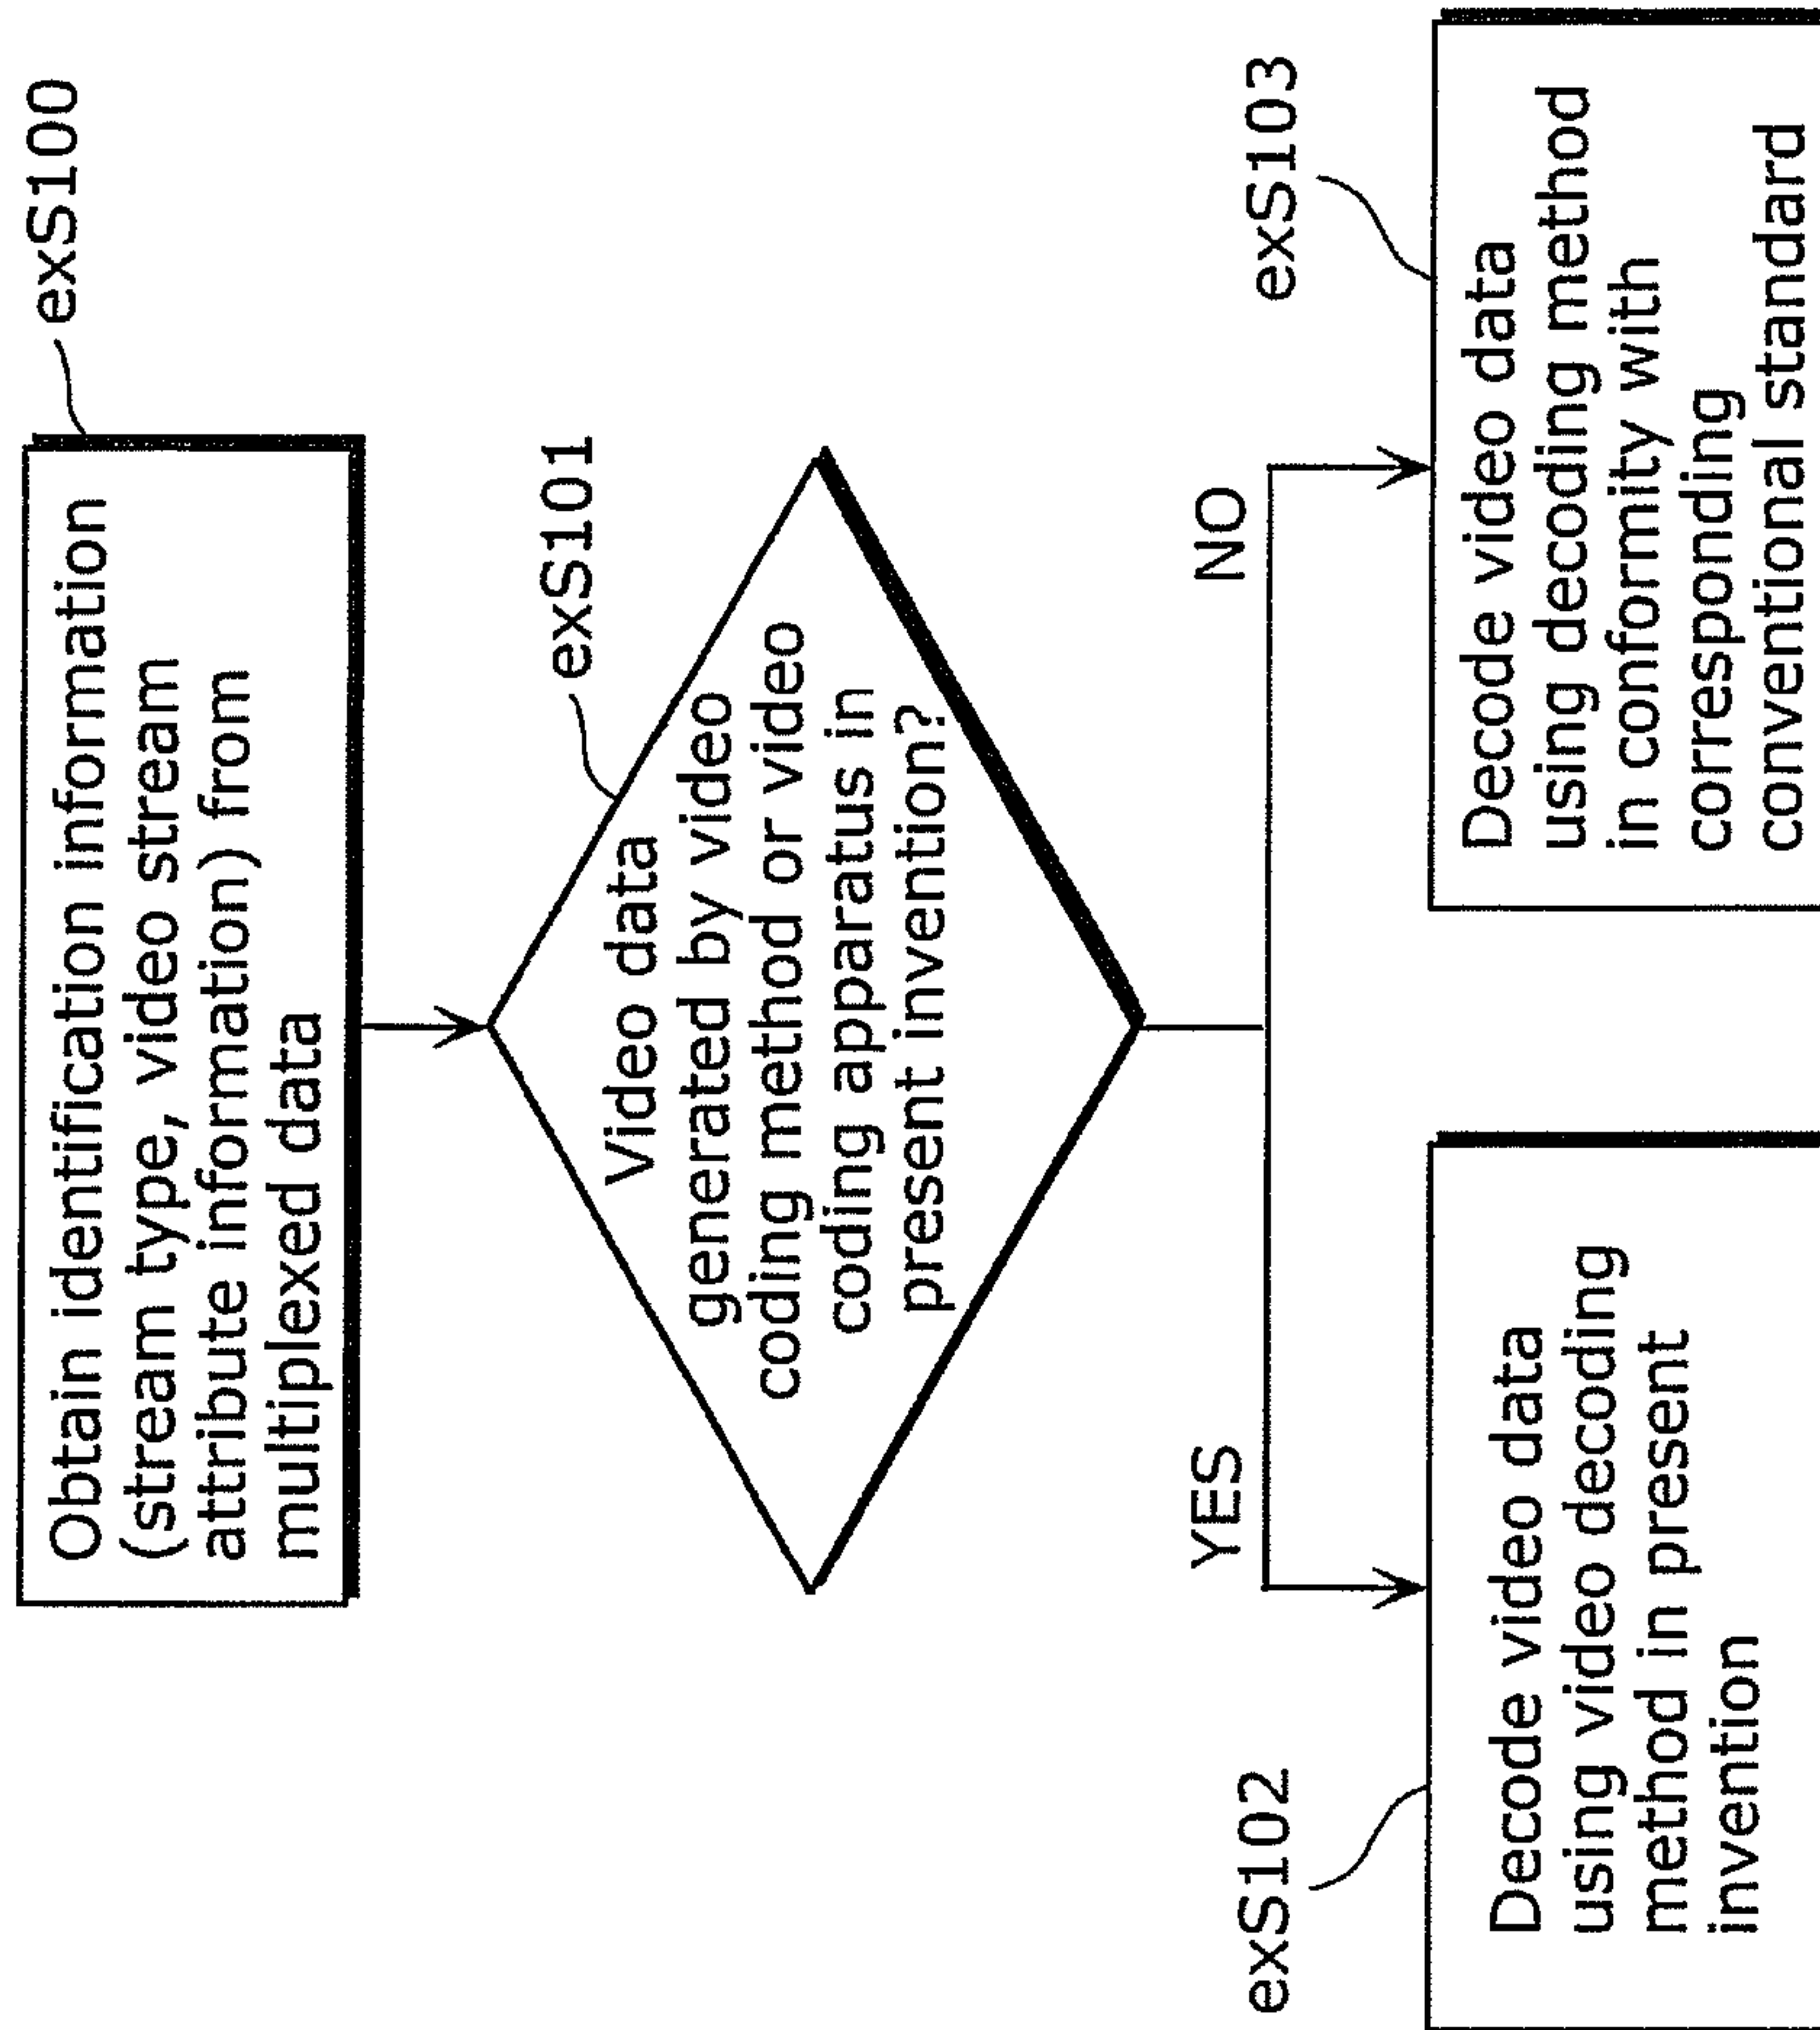 exS100
Obtain identification information
(stream type, video stream
attribute information) from
multiplexed data
exS101
Video data
generated by video
coding method or video
coding apparatus in
present invention?
YES
NO
exS102
Decode video data
using video decoding
method in present
invention
exS103
Decode video data
using decoding method
in conformity with
corresponding
conventional standard